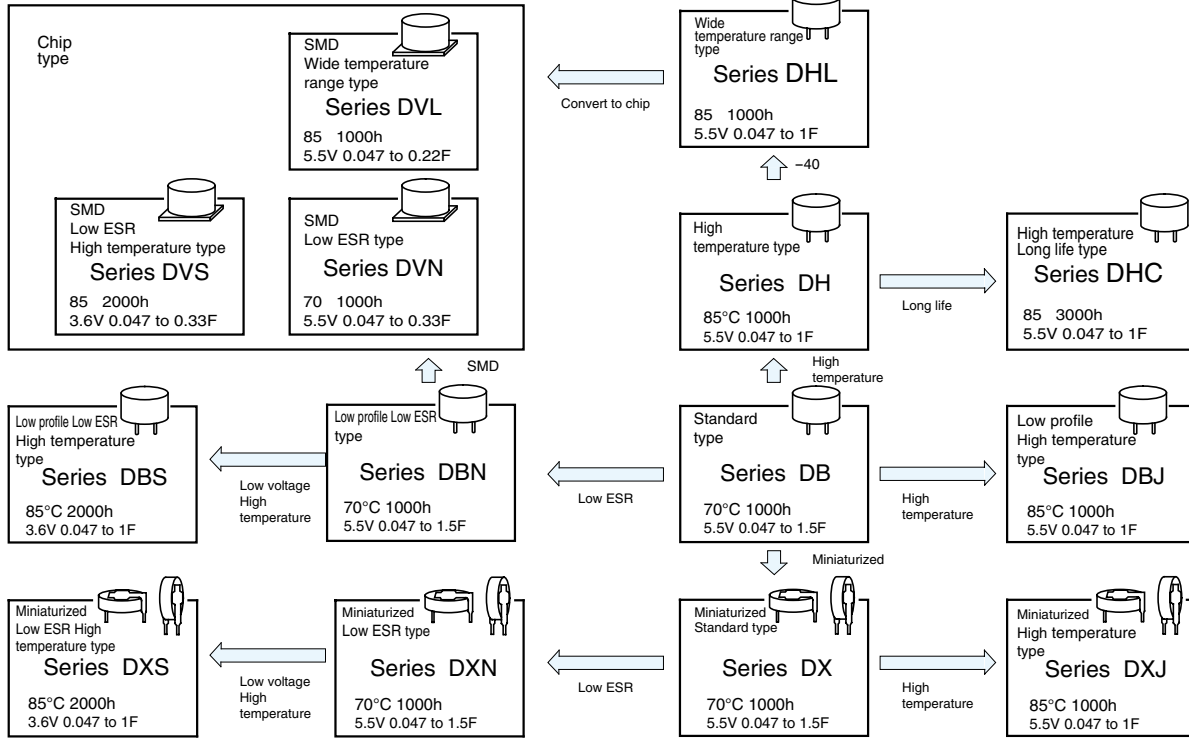 Chip
type
SMD
Wide temperature
range type
Series DVL
85 1000h
5.5V 0.047 to 0.22F
Convert to chip
Wide
temperature range
type
Series DHL
85 1000h
5.5V 0.047 to 1F
−40
SMD
Low ESR
High temperature type
Series DVS
85 2000h
3.6V 0.047 to 0.33F
SMD
Low ESR type
Series DVN
70 1000h
5.5V 0.047 to 0.33F
High
temperature type
Series DH
85°C 1000h
5.5V 0.047 to 1F
Long life
High temperature
Long life type
Series DHC
85 3000h
5.5V 0.047 to 1F
SMD
High
temperature
Low profile Low ESR
High temperature
type
Series DBS
85°C 2000h
3.6V 0.047 to 1F
Low voltage
High
temperature
Low profile Low ESR
type
Series DBN
70°C 1000h
5.5V 0.047 to 1.5F
Low ESR
Standard
type
Series DB
70°C 1000h
5.5V 0.047 to 1.5F
High
temperature
Low profile
High temperature
type
Series DBJ
85°C 1000h
5.5V 0.047 to 1F
Miniaturized
Miniaturized
Low ESR High
temperature type
Series DXS
85°C 2000h
3.6V 0.047 to 1F
Low voltage
High
temperature
Miniaturized
Low ESR type
Series DXN
70°C 1000h
5.5V 0.047 to 1.5F
Low ESR
Miniaturized
Standard type
Series DX
70°C 1000h
5.5V 0.047 to 1.5F
High
temperature
Miniaturized
High temperature
type
Series DXJ
85°C 1000h
5.5V 0.047 to 1F